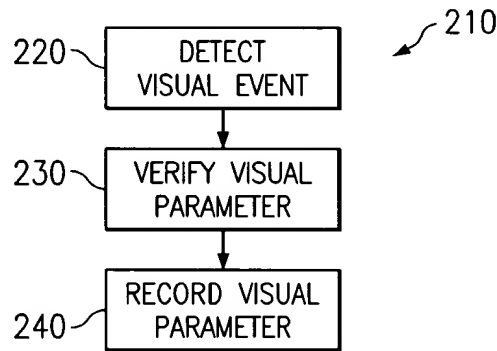 210
220
DETECT
VISUAL EVENT
230
VERIFY VISUAL
PARAMETER
240
RECORD VISUAL
PARAMETER